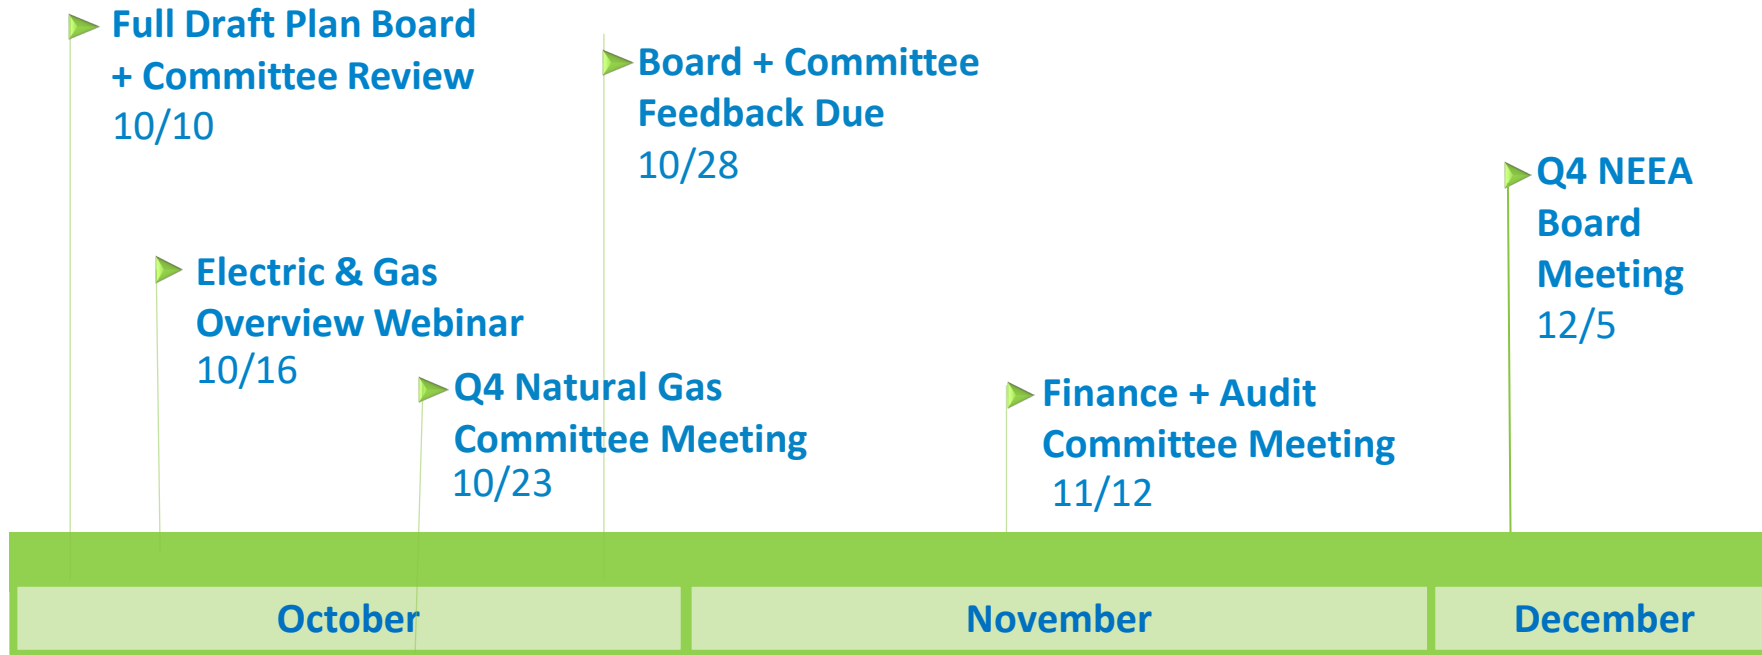 Full Draft Plan Board
+ Committee Review
10/10
Electric & Gas
Overview Webinar
10/16
Q4 Natural Gas
Committee Meeting
10/23
Board + Committee
Feedback Due
10/28
Finance + Audit
Committee Meeting
11/12
Q4 NEEA
Board
Meeting
12/5
October
November
December